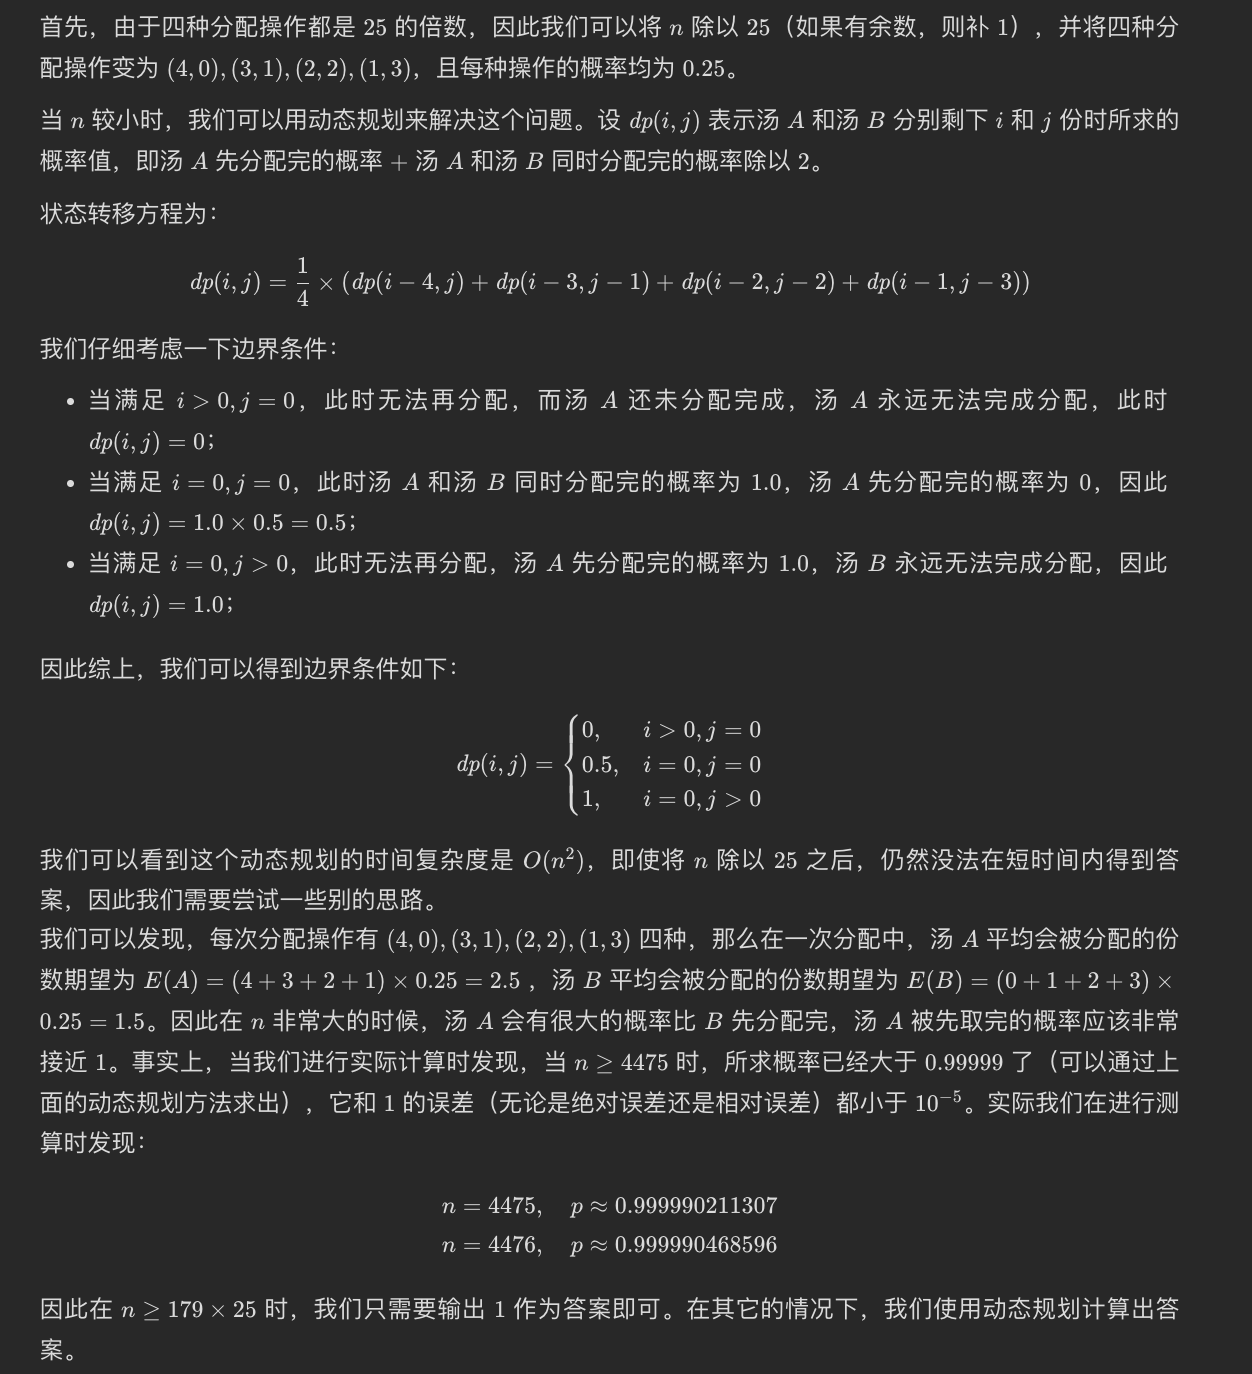 首先，由于四种分配操作都是 25 的倍数，因此我们可以将 n 除以 25（如果有余数，则补 1），并将四种分
配操作变为 (4, 0), (3, 1), (2, 2), (1, 3)，且每种操作的概率均为 0.25。
当 n 较小时，我们可以用动态规划来解决这个问题。设 dp(i, j) 表示汤 A 和汤 B 分别剩下 i 和 j 份时所求的
概率值，即汤 A 先分配完的概率 + 汤 A 和汤 B 同时分配完的概率除以 2。
状态转移方程为：
dp(i, j) = 1/4 × (dp(i − 4, j) + dp(i − 3, j − 1) + dp(i − 2, j − 2) + dp(i − 1, j − 3))
我们仔细考虑一下边界条件：
• 当满足 i > 0, j = 0，此时无法再分配，而汤 A 还未分配完成，汤 A 永远无法完成分配，此时
dp(i, j) = 0；
• 当满足 i = 0, j = 0，此时汤 A 和汤 B 同时分配完的概率为 1.0，汤 A 先分配完的概率为 0，因此
dp(i, j) = 1.0 × 0.5 = 0.5；
• 当满足 i = 0, j > 0，此时无法再分配，汤 A 先分配完的概率为 1.0，汤 B 永远无法完成分配，因此
dp(i, j) = 1.0；
因此综上，我们可以得到边界条件如下：
0, i > 0, j = 0
dp(i, j) = { 0.5, i = 0, j = 0
1, i = 0, j > 0
我们可以看到这个动态规划的时间复杂度是 O(n²)，即使将 n 除以 25 之后，仍然没法在短时间内得到答
案，因此我们需要尝试一些别的思路。
我们可以发现，每次分配操作有 (4, 0), (3, 1), (2, 2), (1, 3) 四种，那么在一次分配中，汤 A 平均会被分配的份
数期望为 E(A) = (4 + 3 + 2 + 1) × 0.25 = 2.5 ，汤 B 平均会被分配的份数期望为 E(B) = (0 + 1 + 2 + 3) ×
0.25 = 1.5。因此在 n 非常大的时候，汤 A 会有很大的概率比 B 先分配完，汤 A 被先取完的概率应该非常
接近 1。事实上，当我们进行实际计算时发现，当 n ≥ 4475 时，所求概率已经大于 0.99999 了（可以通过上
面的动态规划方法求出），它和 1 的误差（无论是绝对误差还是相对误差）都小于 10⁻⁵。实际我们在进行测
算时发现：
n = 4475, p ≈ 0.999990211307
n = 4476, p ≈ 0.999990468596
因此在 n ≥ 179 × 25 时，我们只需要输出 1 作为答案即可。在其它的情况下，我们使用动态规划计算出答
案。